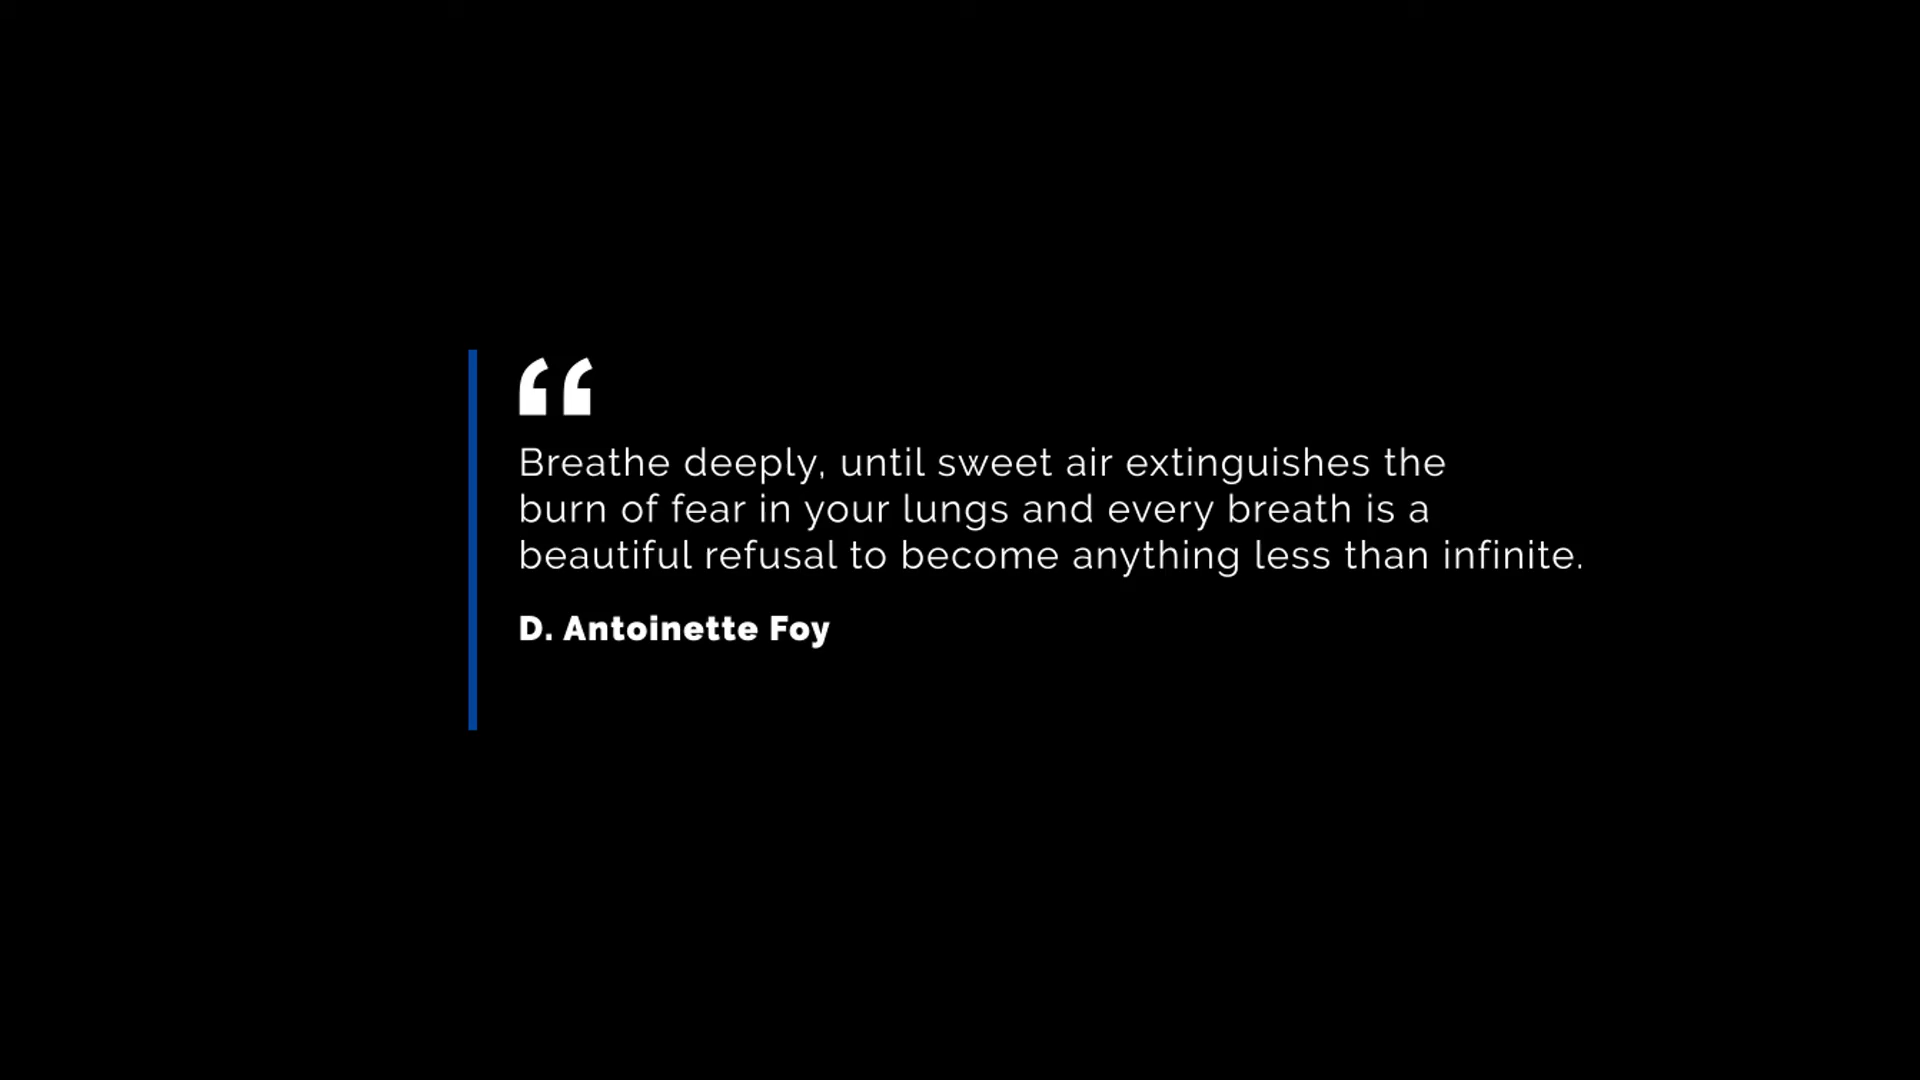 “
Breathe deeply, until sweet air extinguishes the
burn of fear in your lungs and every breath is a
beautiful refusal to become anything less than infinite.
D. Antoinette Foy